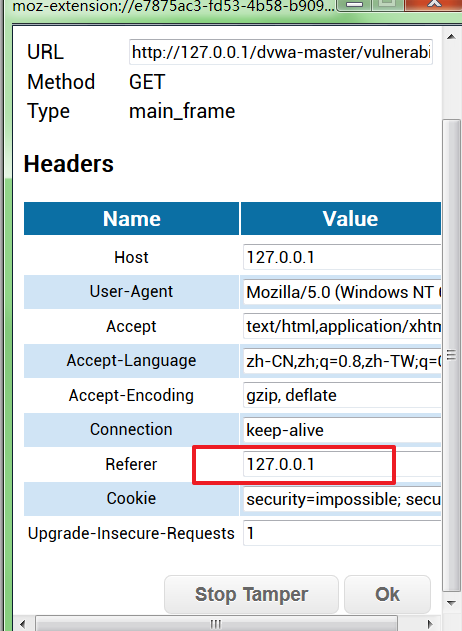 moz-extension://e7875ac3-fd53-4b58-b909...
URL http://127.0.0.1/dvwa-master/vulnerabi
Method GET
Type main_frame
Headers
Name Value
Host 127.0.0.1
User-Agent Mozilla/5.0 (Windows NT
Accept text/html,application/xhtm
Accept-Language zh-CN,zh;q=0.8,zh-TW;q=
Accept-Encoding gzip, deflate
Connection keep-alive
Referer 127.0.0.1
Cookie security=impossible; secu
Upgrade-Insecure-Requests 1
Stop Tamper Ok